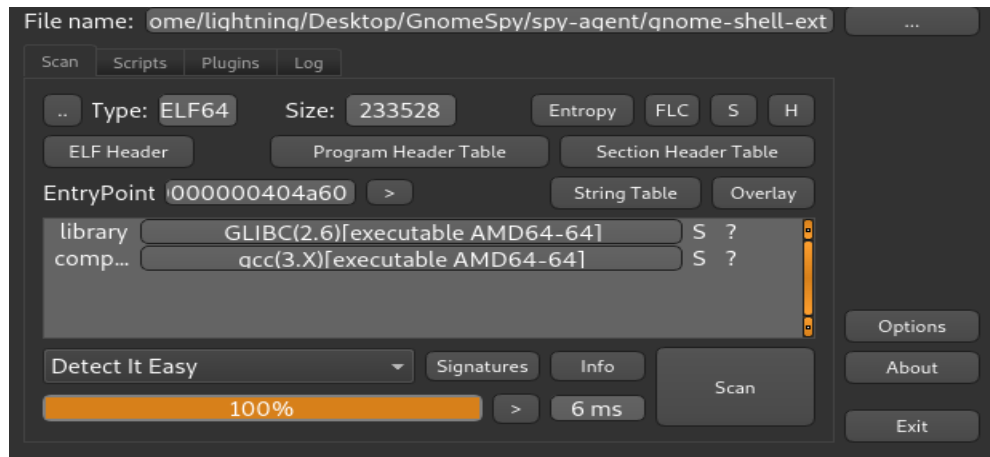 File name: ome/lightning/Desktop/GnomeSpy/spy-agent/gnome-shell-ext ...
Scan Scripts Plugins Log
.. Type: ELF64 Size: 233528 Entropy FLC S H
ELF Header Program Header Table Section Header Table
EntryPoint 000000404a60 > String Table Overlay
library GLIBC(2.6)[executable AMD64-64] S ?
comp... gcc(3.X)[executable AMD64-64] S ?
Options
Detect It Easy Signatures Info Scan About
100% > 6 ms
Exit